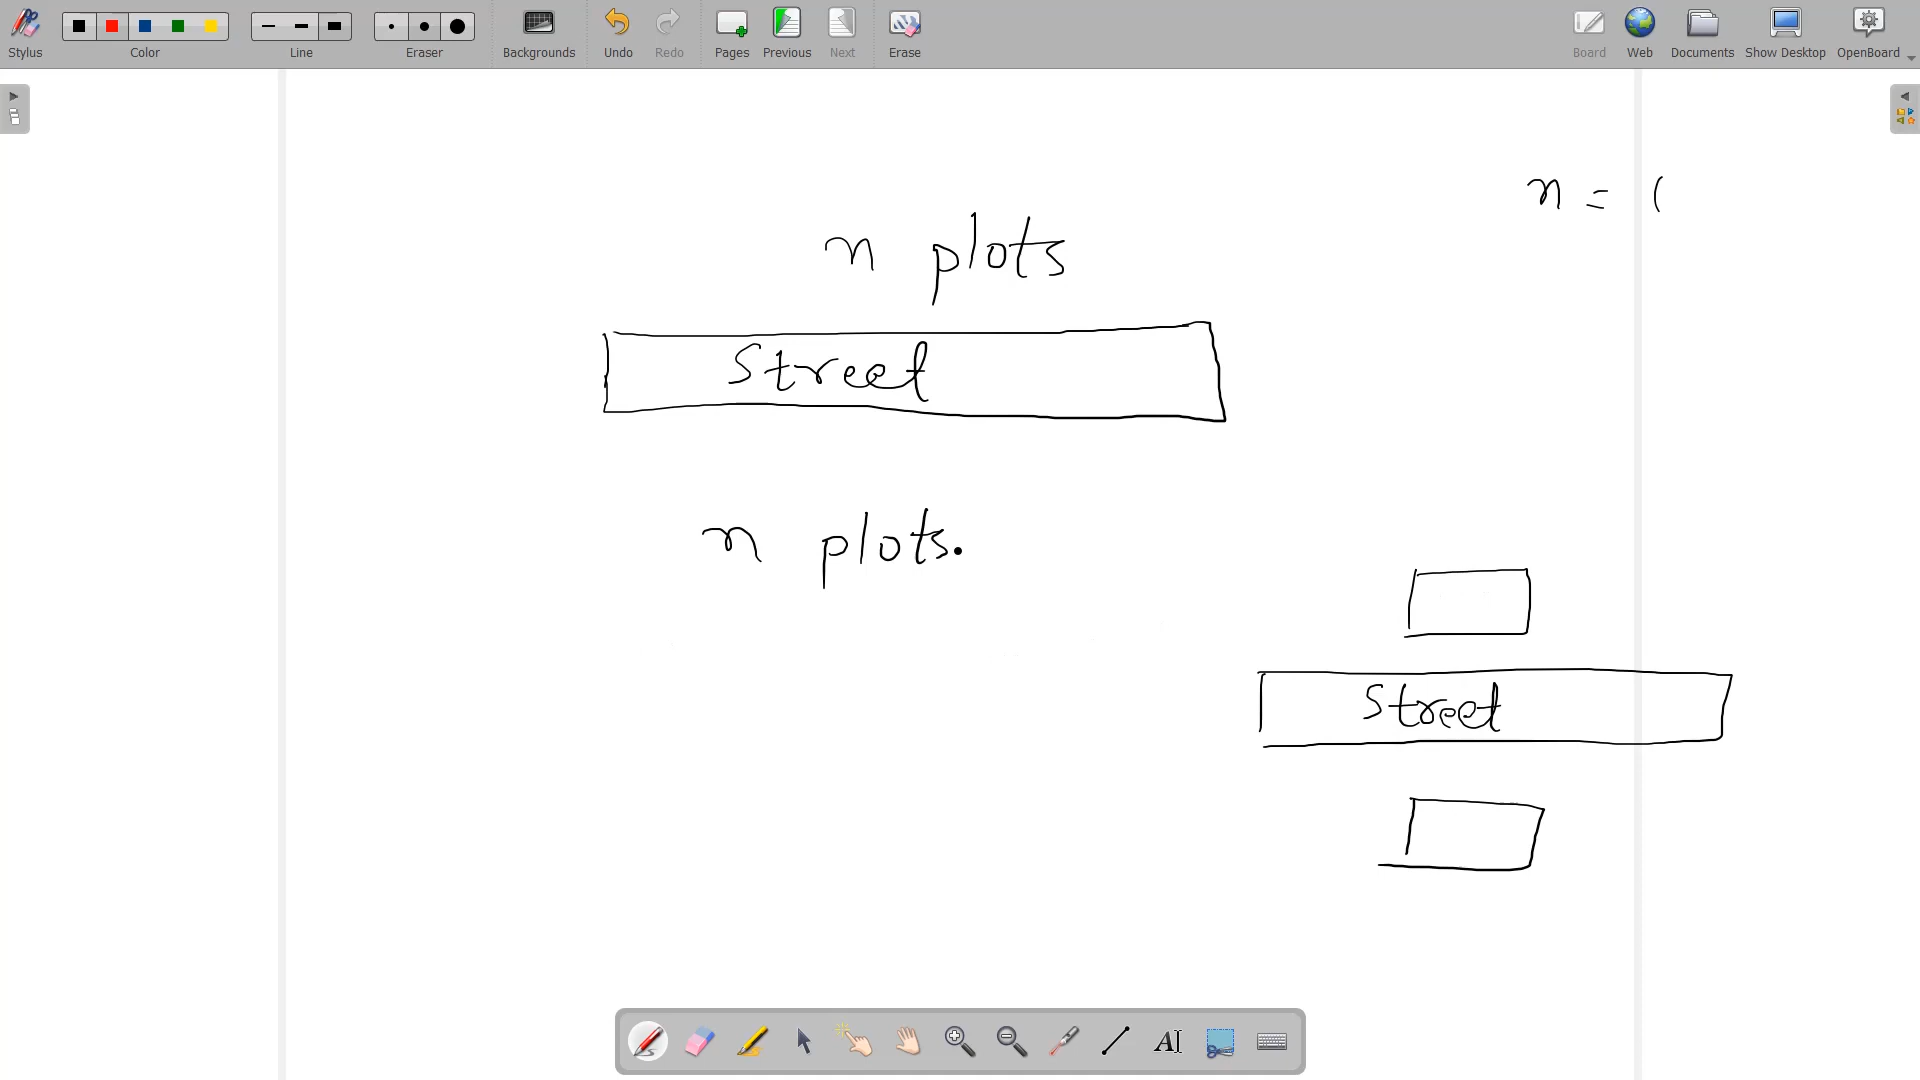 Stylus Color Line Eraser Backgrounds Undo Redo Pages Previous Next Erase Board Web Documents Show Desktop OpenBoard
n = (
n plots
Street
n plots.
Street
AI